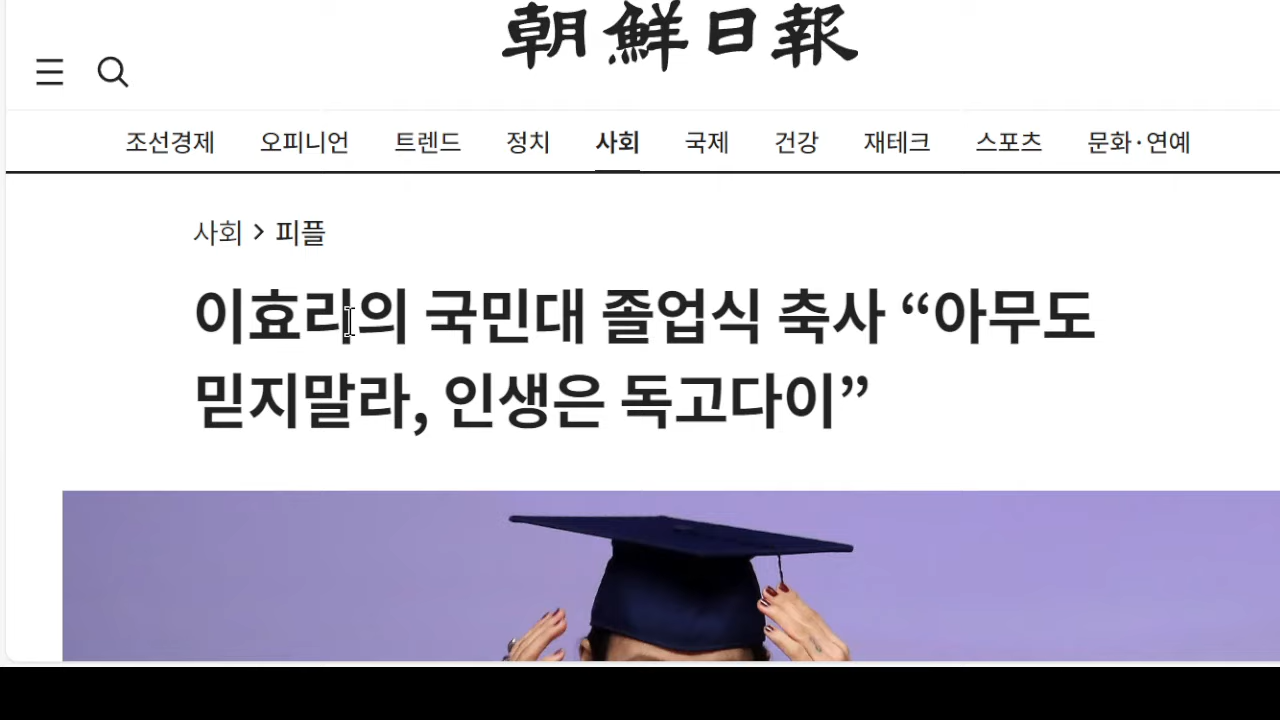 朝鮮日報
조선경제 오피니언 트렌드 정치 사회 국제 건강 재테크 스포츠 문화·연예
사회 > 피플
이효리의 국민대 졸업식 축사 “아무도
믿지말라, 인생은 독고다이”